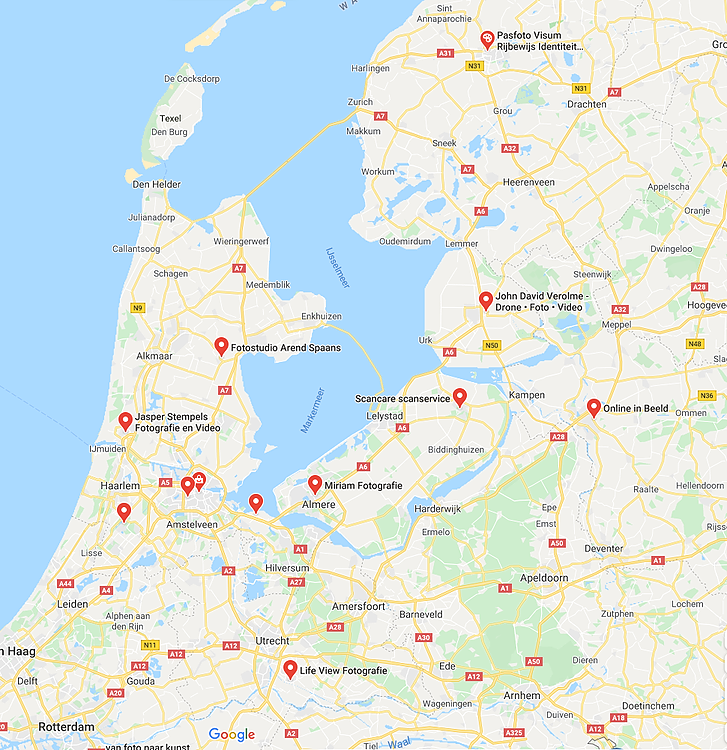 W A
Sint
Annaparochie
Pasfoto Visum
Rijbewijs Identiteit...
Gro
A31
N31
De Cocksdorp
Harlingen
N31
A7
Zurich
Drachten
Texel
A7
Grou
Den Burg
Makkum
Sneek
A32
Workum
A7
Heerenveen
Den Helder
Appelscha
Julianadorp
A6
Oranje
Callantsoog
Wieringerwerf
Oudemirdum
Lemmer
Dwingeloo
IJsselmeer
A7
Schagen
Medemblik
Steenwijk
A28
John David Verolme -
Drone • Foto • Video
Hoogeve
N9
A32
Enkhuizen
Meppel
Urk
N50
N48
Alkmaar
Fotostudio Arend Spaans
A6
A7
Markermeer
Scancare scanservice
Kampen
N36
Jasper Stempels
Fotografie en Video
Lelystad
Online in Beeld
Ommen
A6
A28
IJmuiden
Biddinghuizen
A6
Haarlem
A5
Miriam Fotografie
Raalte
Hellendoorn
Almere
Harderwijk
Epe
Amstelveen
Emst
Rijss
Ermelo
Lisse
A1
A50
Deventer
A2
Hilversum
A1
A44
A4
A27
Apeldoorn
A1
Leiden
Amersfoort
Lochem
Alphen aan
den Rijn
Barneveld
Zutphen
A28
N11
A12
Utrecht
A30
n Haag
A12
A12
Life View Fotografie
Ede
A50
Dieren
Delft
Gouda
A12
A20
Arnhem
Wageningen
Doetinchem
Rotterdam
Google
A2
Duiven
A18
A325
A12
van foto naar kunst
Tiel
Waal